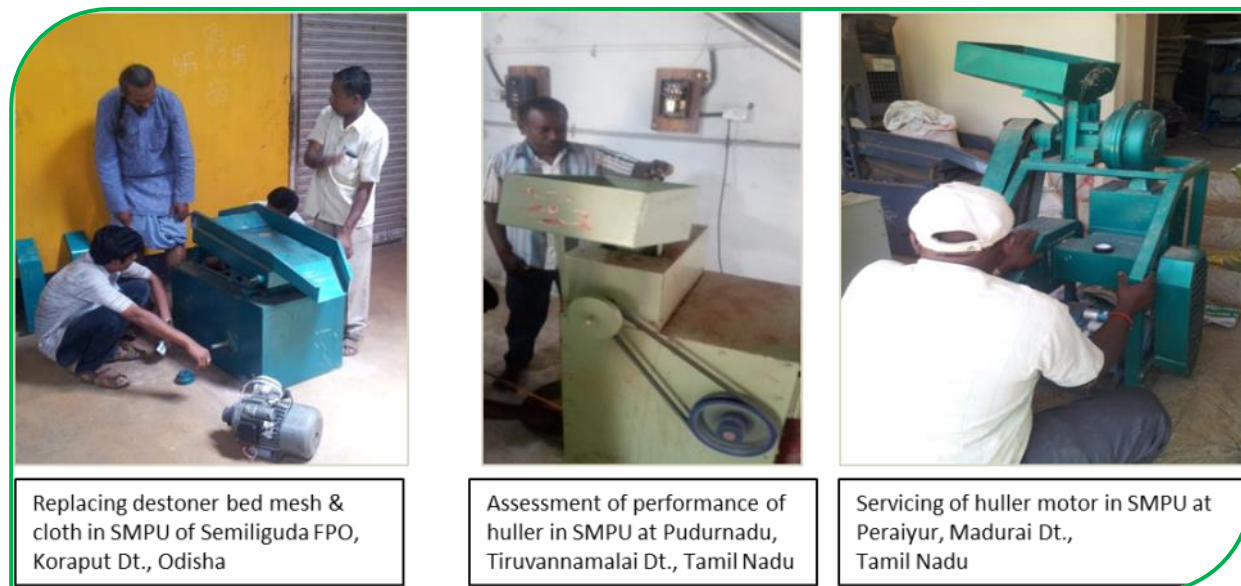 Replacing destoner bed mesh &
cloth in SMPU of Semiliguda FPO,
Koraput Dt., Odisha
Assessment of performance of
huller in SMPU at Pudurnadu,
Tiruvannamalai Dt., Tamil Nadu
Servicing of huller motor in SMPU at
Peraiyur, Madurai Dt.,
Tamil Nadu